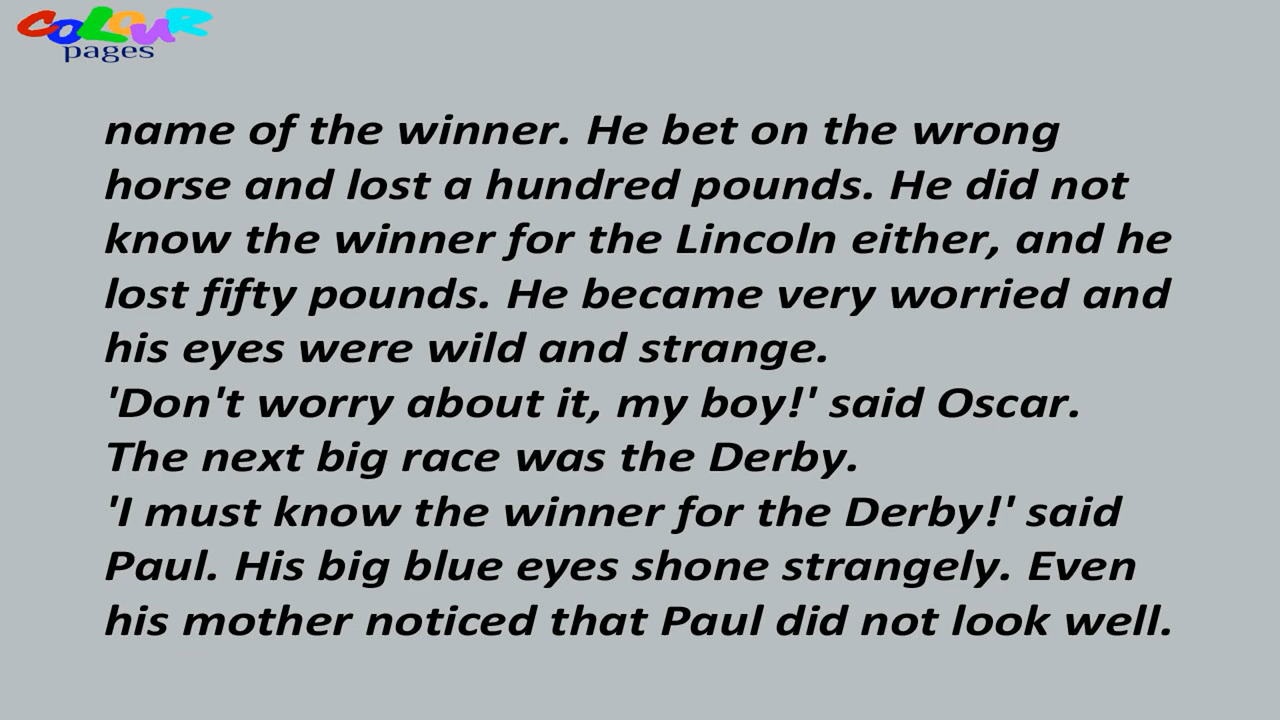 COLOUR
pages
name of the winner. He bet on the wrong
horse and lost a hundred pounds. He did not
know the winner for the Lincoln either, and he
lost fifty pounds. He became very worried and
his eyes were wild and strange.
'Don't worry about it, my boy!' said Oscar.
The next big race was the Derby.
'I must know the winner for the Derby!' said
Paul. His big blue eyes shone strangely. Even
his mother noticed that Paul did not look well.